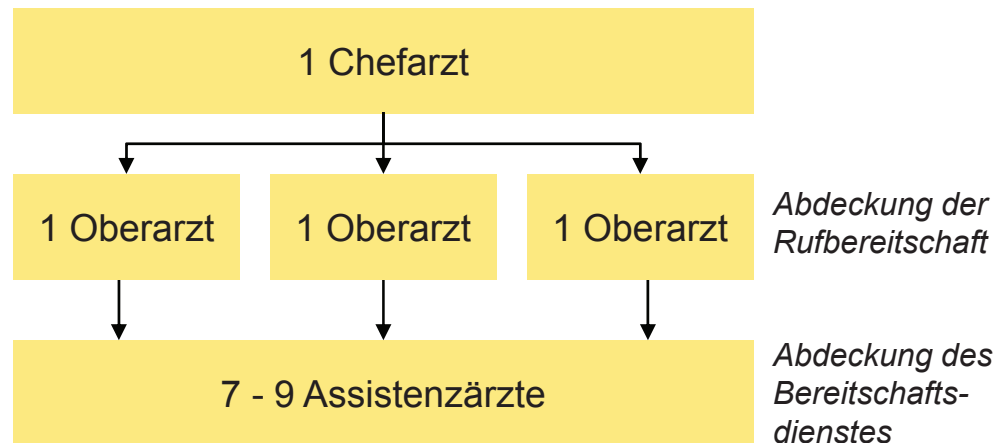 1 Chefarzt
1 Oberarzt
1 Oberarzt
1 Oberarzt
Abdeckung der
Rufbereitschaft
7 - 9 Assistenzärzte
Abdeckung des
Bereitschafts-
dienstes